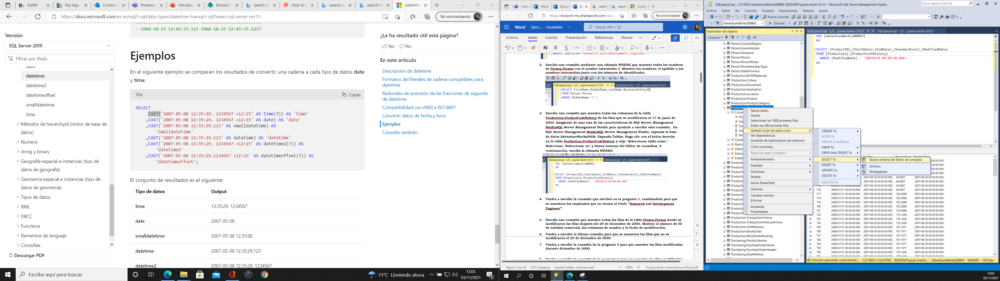 Staffit
My App
Correo: J
Presentac
Introducc
Bosonit T
search re
How to C
search re
search re
datetime
https://docs.microsoft.com/es-es/sql/t-sql/data-types/datetime-transact-sql?view=sql-server-ver15
No sincronizando
Versión
SQL Server 2019
Filtrar por título
date
datetime
datetime2
datetimeoffset
smalldatetime
time
Métodos de hierarchyid (motor de base de
datos)
Numeric
string y binary
Geografía espacial e instancias (tipo de
datos de geografía)
Geometría espacial e instancias (tipo de
datos de geometría)
Tipos de datos
XML
DBCC
Functions
Elementos de lenguaje
Consultas
Descargar PDF
--1968-10-23 12:45:37.123 1968-10-23 12:45:37.1237
Ejemplos
En el siguiente ejemplo se comparan los resultados de convertir una cadena a cada tipo de datos date
y time.
SQL
Copiar
SELECT
CAST('2007-05-08 12:35:29. 1234567 +12:15' AS time(7)) AS 'time'
,CAST('2007-05-08 12:35:29. 1234567 +12:15' AS date) AS 'date'
,CAST('2007-05-08 12:35:29.123' AS smalldatetime) AS
'smalldatetime'
,CAST('2007-05-08 12:35:29.123' AS datetime) AS 'datetime'
,CAST('2007-05-08 12:35:29. 1234567 +12:15' AS datetime2(7)) AS
'datetime2'
,CAST('2007-05-08 12:35:29.1234567 +12:15' AS datetimeoffset(7)) AS
'datetimeoffset';
El conjunto de resultados es el siguiente:
Tipo de datos Output
time 12:35:29. 1234567
date 2007-05-08
smalldatetime 2007-05-08 12:35:00
datetime 2007-05-08 12:35:29.123
datetime2 2007-05-08 12:35:29. 1234567
¿Le ha resultado útil esta página?
Yes No
En este artículo
Descripción de datetime
Formatos del literales de cadena compatibles para
datetime
Redondeo de precisión de las fracciones de segundo
de datetime
Compatibilidad con ANSI e ISO 8601
Convertir datos de fecha y hora
Ejemplos
Consulte también
Escribe aquí para buscar
11°C Lloviendo ahora
13:03
03/11/2021
5
Visor d
Word
Docum
Eje
search
search
Config
https://bosonit-my.sharepoint.com/:w:/...
No sincronizando
Word
Ejerc... - Guardado
Buscar (Alt + Q)
Archivo Inicio Insertar Presentación Referencias Revisar
N K S
WHERE JobTitle='Research and Development Engineer';
2. Escriba una consulta mediante una cláusula WHERE que muestre todos los nombres
de Person.Person con el nombre intermedio J. Muestre los nombres, el apellido y los
nombres intermedios junto con los números de identificador.
SQLQuery2.sql - L21...\javier.martin (72))* SQLQuery1.sql - L21...\javier.martin (51))*
SELECT FirstName,MiddleName,LastName,BusinessEntityID
FROM Person.Person
WHERE MiddleName='J.';
3. Escriba una consulta que muestre todas las columnas de la tabla
Production.ProductCostHistory de las filas que se modificaron el 17 de junio de
2003. Asegúrese de usar una de las características de SQL Server Management
StudioSQL Server Management Studio para ayudarle a escribir esta consulta. En
SQL Server Management StudioSQL Server Management Studio, expanda la base
de datos AdventureWorks2008. Expanda Tablas. Haga clic con el botón derecho
en la tabla Production.ProductCostHistory y elija "Seleccionar tabla como."
Seleccione "Seleccionar en" y Nueva ventana del Editor de consultas. A
continuación, escriba la cláusula WHERE.
SQLQuery5.sql - L21...\javier.martin (51))* SQLQuery4.sql - L21...\javier.martin (61))*
USE [AdventureWorks2008R2]
GO
SELECT [ProductID],[StartDate],[EndDate],[StandardCost],[ModifiedDate]
FROM [Production].[ProductCostHistory]
WHERE [ModifiedDate] = '20070630 00:00:00.000'
GO
4. Vuelva a escribir la consulta que escribió en la pregunta 1, cambiándola para que
se muestren los empleados que no tienen el título “Research and Development
Engineer”.
5. Escriba una consulta que muestre todas las filas de la tabla Person.Person donde se
modificaron las filas después del 29 de diciembre de 2000. Mostrar el número de ID
de entidad comercial, las columnas de nombre y la fecha de modificación.
6. Vuelva a escribir la última consulta para que se muestren las filas que no se
modificaron el 29 de diciembre de 2000.
7. Vuelva a escribir la consulta de la pregunta 5 para que muestre las filas modificadas
durante diciembre de 2000.
8. Vuelva a escribir la consulta de la pregunta 5 para que muestre las filas modificadas
Página 5 de 38 6757 palabras español (alfab. internacional) 100% Proporcionar comentarios a Microsoft
SQLQuery5.sql - L2110013.AdventureWorks2008R2 (BOSONIT\javier.martin (51))* - Microsoft SQL Server Management Studio
Inicio rápido (Ctrl+Q)
Archivo Editar Ver Consulta Proyecto Herramientas Ventana Ayuda
Nueva consulta
AdventureWorks2008R2
Ejecutar
Explorador de objetos
Conectar
Person.CountryRegion
Person.EmailAddress
Person.Password
Person.Person
Person.PersonPhone
Person.PhoneNumberType
Person.StateProvince
Production.BillOfMaterials
Production.Culture
Production.Document
Production.Illustration
Production.Location
Production.Product
Production.ProductCategory
Production.ProductCostHistory
Production.TransactionHistory
Production.TransactionHistoryArchive
Production.UnitMeasure
Production.WorkOrder
Production.WorkOrderRouting
Purchasing.ProductVendor
Purchasing.PurchaseOrderDetail
Purchasing.PurchaseOrderHeader
Purchasing.ShipMethod
Nueva tabla...
Diseño
Seleccionar las 1000 primeras filas
Editar las 200 primeras filas
Generar script de tabla como
Ver dependencias
Asistente de optimización de memoria
Cifrar columnas...
Índice de texto completo
Almacenamiento
Extender
Directivas
Facetas
Iniciar PowerShell
Informes
Cambiar nombre
Eliminar
Actualizar
Propiedades
CREATE To
ALTER To
CREATE O ALTER en
DROP To
DROP And CREATE To
SELECT To
INSERT To
UPDATE To
DELETE To
EXECUTE To
Nueva ventana del Editor de consultas
Archivo...
Portapapeles
SQLQuery5.sql - L21...\javier.martin (51))* SQLQuery4.sql - L21...\javier.martin (61))*
USE [AdventureWorks2008R2]
GO
SELECT [ProductID],[StartDate],[EndDate],[StandardCost],[ModifiedDate]
FROM [Production].[ProductCostHistory]
WHERE [ModifiedDate] = '20070630 00:00:00.000'
GO
716 2006-07-01 00:00:00.000 2007-06-30 00:00:00.000 29,0807 2007-06-30 00:00:00.000
717 2006-07-01 00:00:00.000 2007-06-30 00:00:00.000 722,2568 2007-06-30 00:00:00.000
718 2006-07-01 00:00:00.000 2007-06-30 00:00:00.000 722,2568 2007-06-30 00:00:00.000
719 2006-07-01 00:00:00.000 2007-06-30 00:00:00.000 722,2568 2007-06-30 00:00:00.000
720 2006-07-01 00:00:00.000 2007-06-30 00:00:00.000 722,2568 2007-06-30 00:00:00.000
721 2006-07-01 00:00:00.000 2007-06-30 00:00:00.000 722,2568 2007-06-30 00:00:00.000
14 722 2006-07-01 00:00:00.000 2007-06-30 00:00:00.000 170,1428 2007-06-30 00:00:00.000
15 723 2006-07-01 00:00:00.000 2007-06-30 00:00:00.000 170,1428 2007-06-30 00:00:00.000
16 724 2006-07-01 00:00:00.000 2007-06-30 00:00:00.000 170,1428 2007-06-30 00:00:00.000
17 725 2006-07-01 00:00:00.000 2007-06-30 00:00:00.000 187,1571 2007-06-30 00:00:00.000
18 726 2006-07-01 00:00:00.000 2007-06-30 00:00:00.000 187,1571 2007-06-30 00:00:00.000
19 727 2006-07-01 00:00:00.000 2007-06-30 00:00:00.000 187,1571 2007-06-30 00:00:00.000
20 728 2006-07-01 00:00:00.000 2007-06-30 00:00:00.000 187,1571 2007-06-30 00:00:00.000
21 729 2006-07-01 00:00:00.000 2007-06-30 00:00:00.000 187,1571 2007-06-30 00:00:00.000
22 730 2006-07-01 00:00:00.000 2007-06-30 00:00:00.000 187,1571 2007-06-30 00:00:00.000
23 736 2006-07-01 00:00:00.000 2007-06-30 00:00:00.000 170,1428 2007-06-30 00:00:00.000
Consulta ejecutada correctamen... L2110013 (15.0 RTM) BOSONIT\javier.martin ... AdventureWorks2008R2 00:00:00 128 filas
13:03
03/11/2021